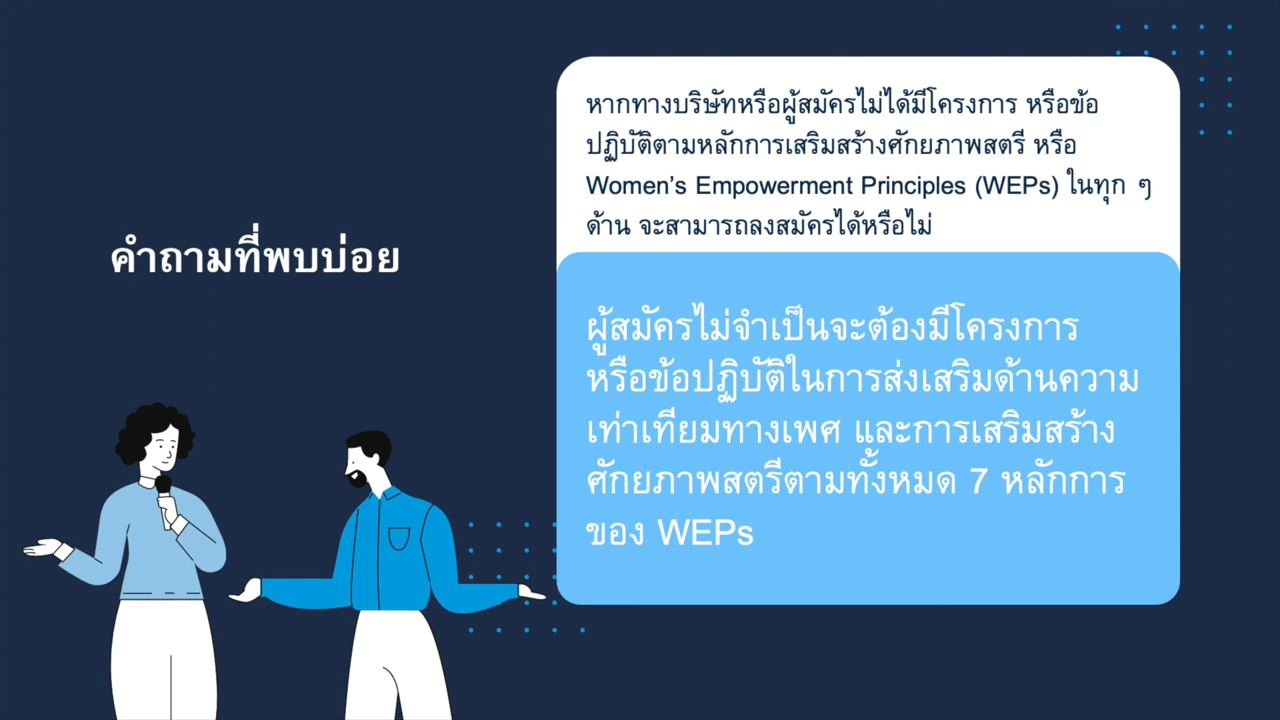 คำถามที่พบบ่อย
หากทางบริษัทหรือผู้สมัครไม่ได้มีโครงการ หรือข้อ
ปฏิบัติตามหลักการเสริมสร้างศักยภาพสตรี หรือ
Women’s Empowerment Principles (WEPs) ในทุก ๆ
ด้าน จะสามารถลงสมัครได้หรือไม่
ผู้สมัครไม่จำเป็นจะต้องมีโครงการ
หรือข้อปฏิบัติในการส่งเสริมด้านความ
เท่าเทียมทางเพศ และการเสริมสร้าง
ศักยภาพสตรีตามทั้งหมด 7 หลักการ
ของ WEPs